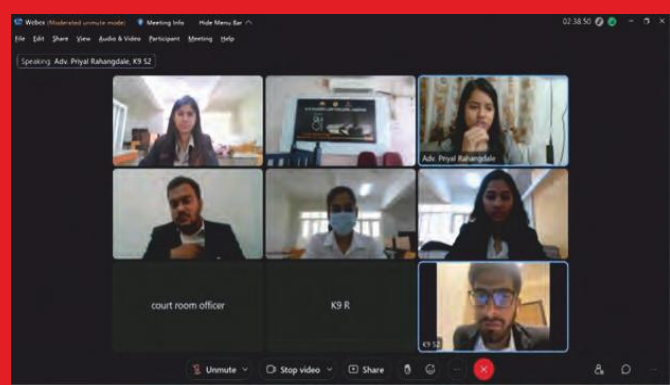 Webex (Moderated unmute mode) Meeting Info Hide Menu Bar 02:38:50
File Edit Share View Audio & Video Participant Meeting Help
Speaking: Adv. Priyal Rahangdale, K9 S2
Adv. Priyal Rahangdale
court room officer
K9 R
K9 S2
Unmute Stop video Share